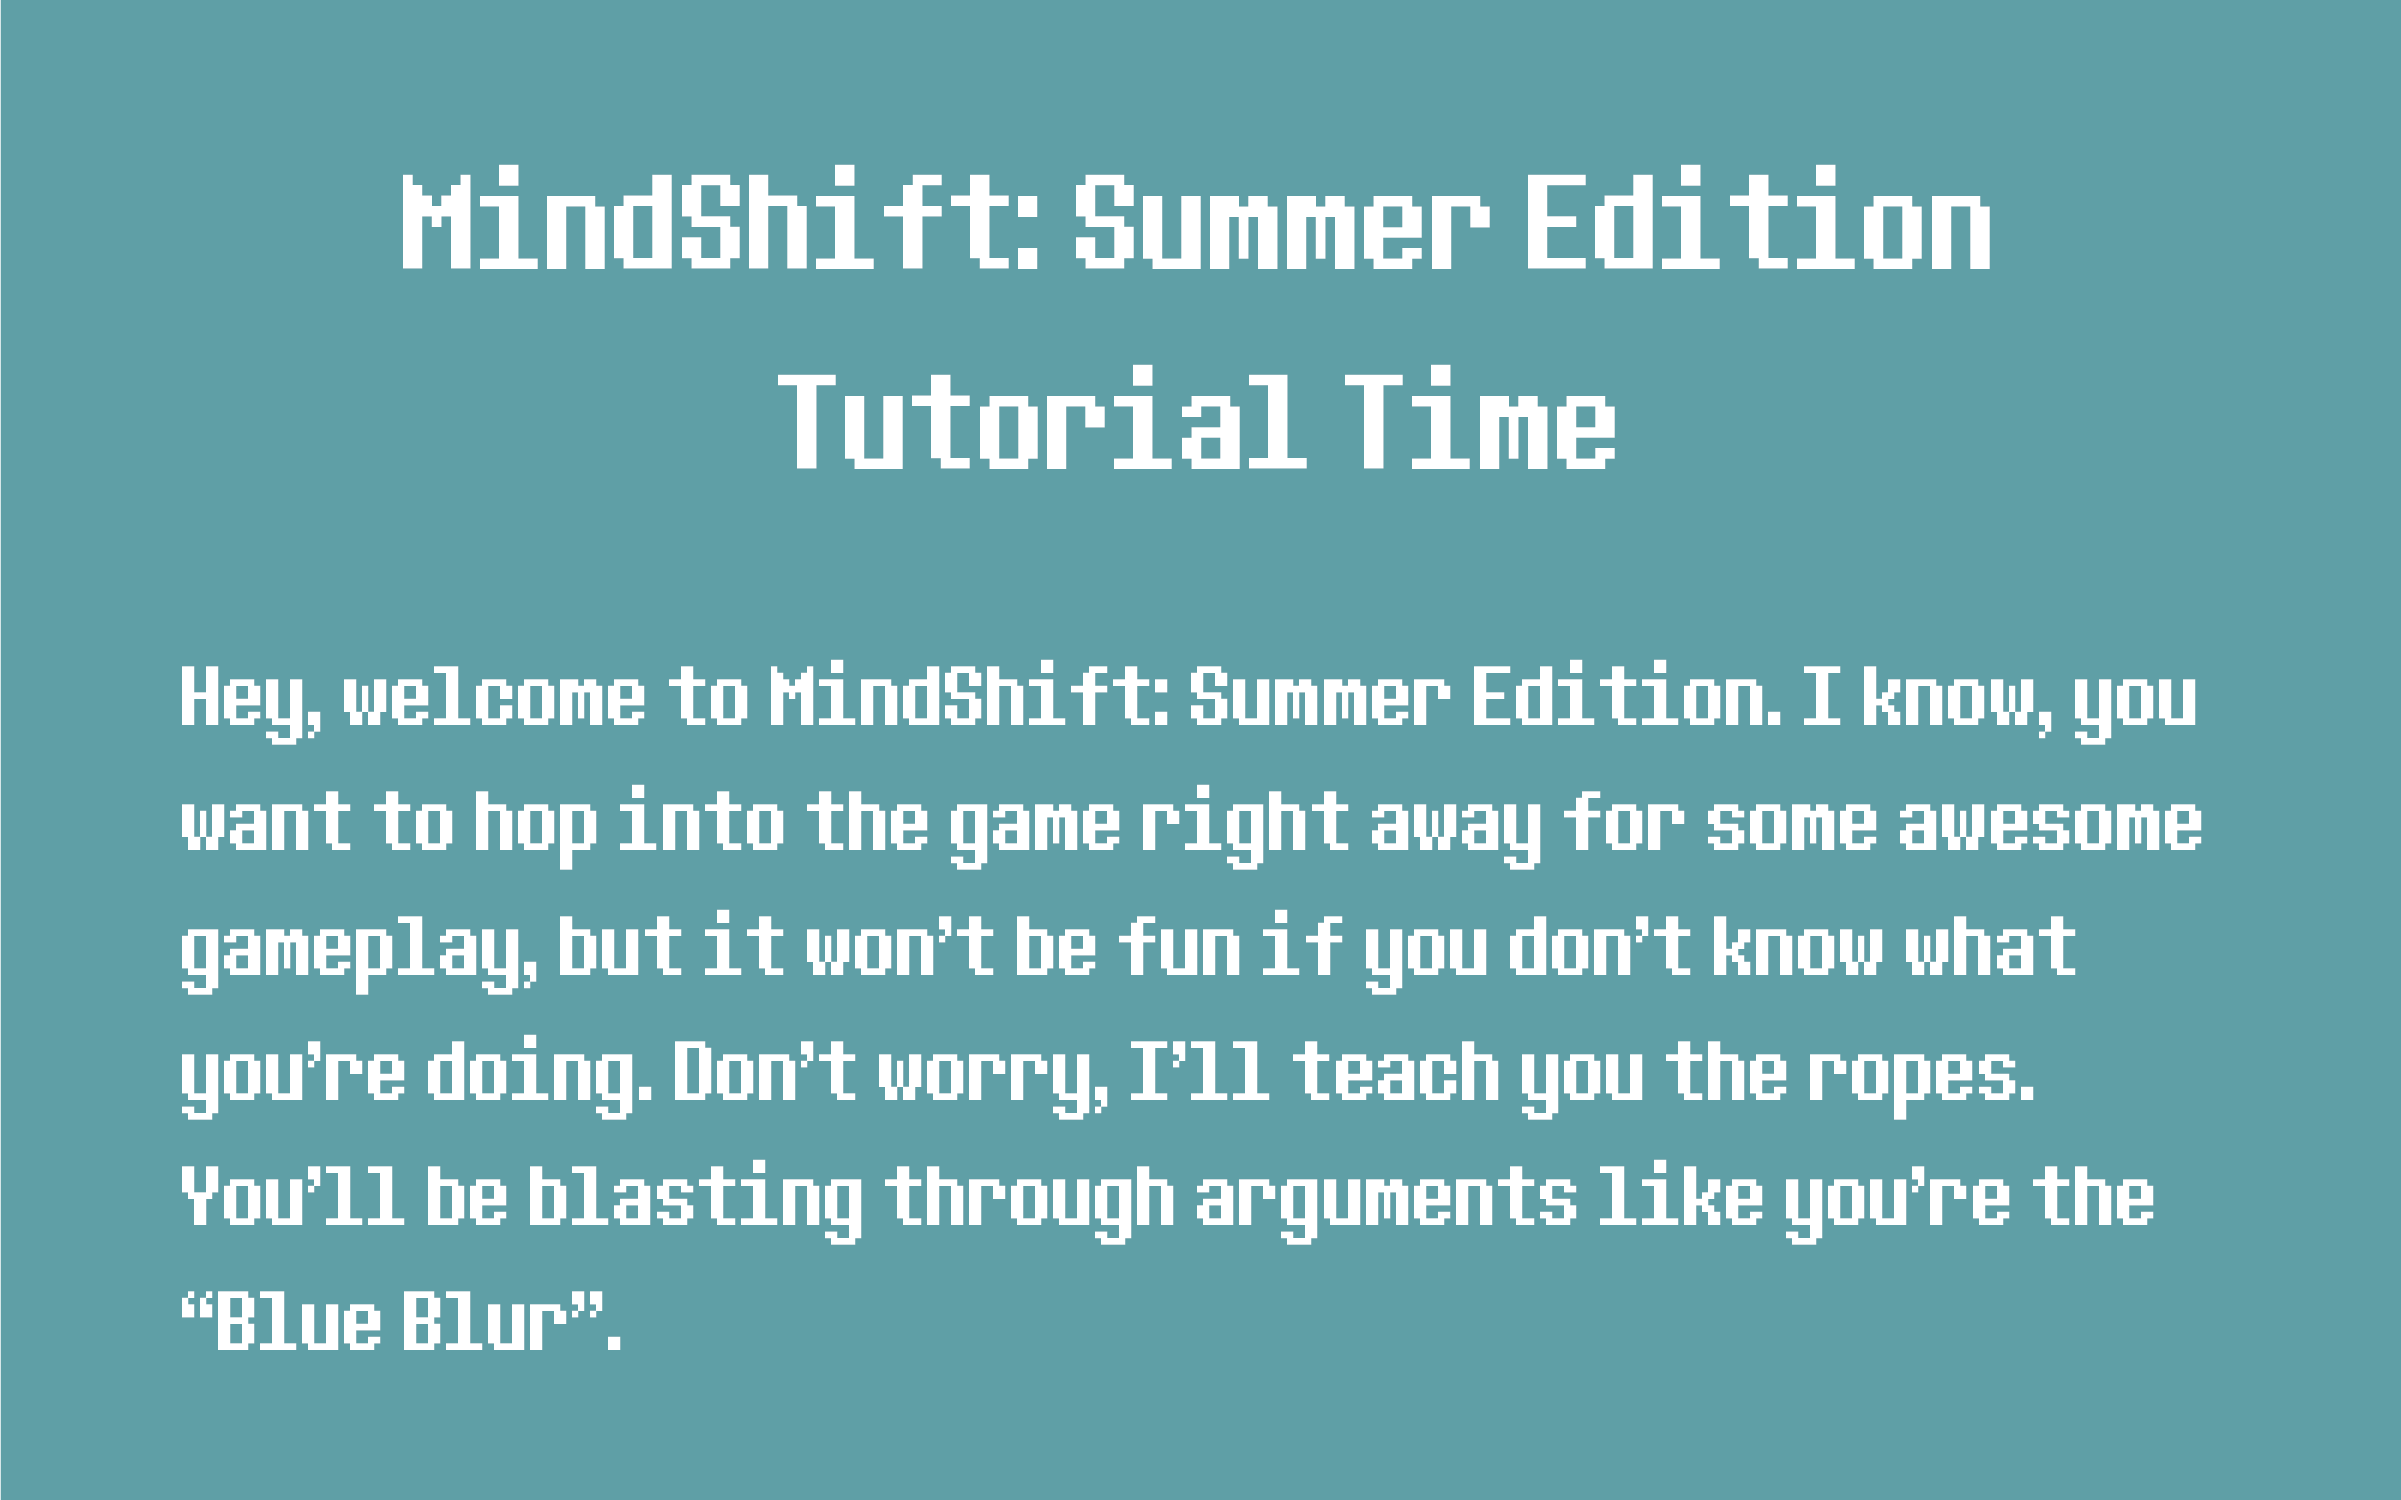 MindShift: Summer Edition
Tutorial Time
Hey, welcome to MindShift: Summer Edition. I know, you
want to hop into the game right away for some awesome
gameplay, but it won’t be fun if you don’t know what
you’re doing. Don’t worry, I’ll teach you the ropes.
You’ll be blasting through arguments like you’re the
“Blue Blur”.